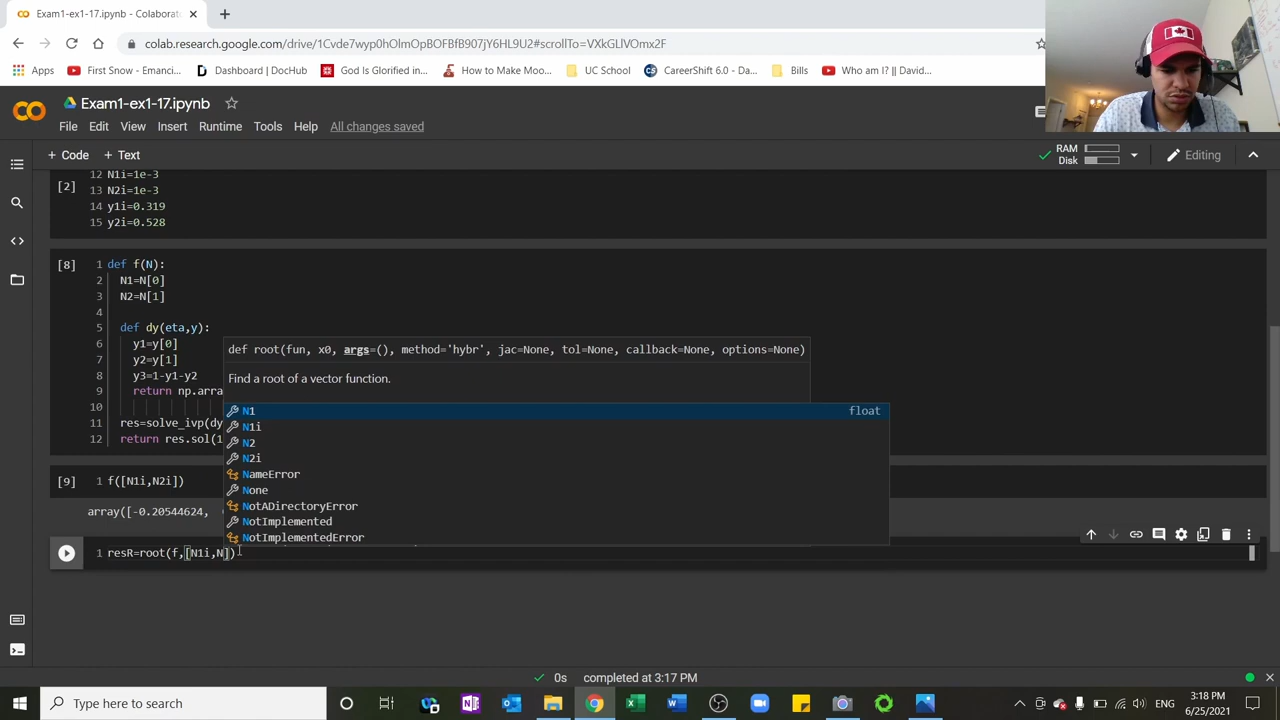 Exam1-ex1-17.ipynb - Colaborato
colab.research.google.com/drive/1Cvde7wyp0hOlmOpBOFBfB907jY6HL9U2#scrollTo=VXkGLlVOmx2F
Apps
First Snow - Emanci...
Dashboard | DocHub
God Is Glorified in...
How to Make Moo...
UC School
CareerShift 6.0 - Da...
Bills
Who am I? || David...
CO
Exam1-ex1-17.ipynb
File Edit View Insert Runtime Tools Help All changes saved
+ Code + Text
RAM
Disk
Editing
12 N1i=1e-3
[2]
13 N2i=1e-3
14 y1i=0.319
15 y2i=0.528
[8]
1 def f(N):
2 N1=N[0]
3 N2=N[1]
4
5 def dy(eta,y):
6 y1=y[0]
7 y2=y[1]
8 y3=1-y1-y2
9 return np.arra
10
11 res=solve_ivp(dy
12 return res.sol(1
def root(fun, x0, args=(), method='hybr', jac=None, tol=None, callback=None, options=None)
Find a root of a vector function.
N1 float
N1i
N2
N2i
NameError
None
NotADirectoryError
NotImplemented
NotImplementedError
[9]
f([N1i,N2i])
array([-0.20544624,
1 resR=root(f,[N1i,N])
0s completed at 3:17 PM
Type here to search
ENG
3:18 PM
6/25/2021